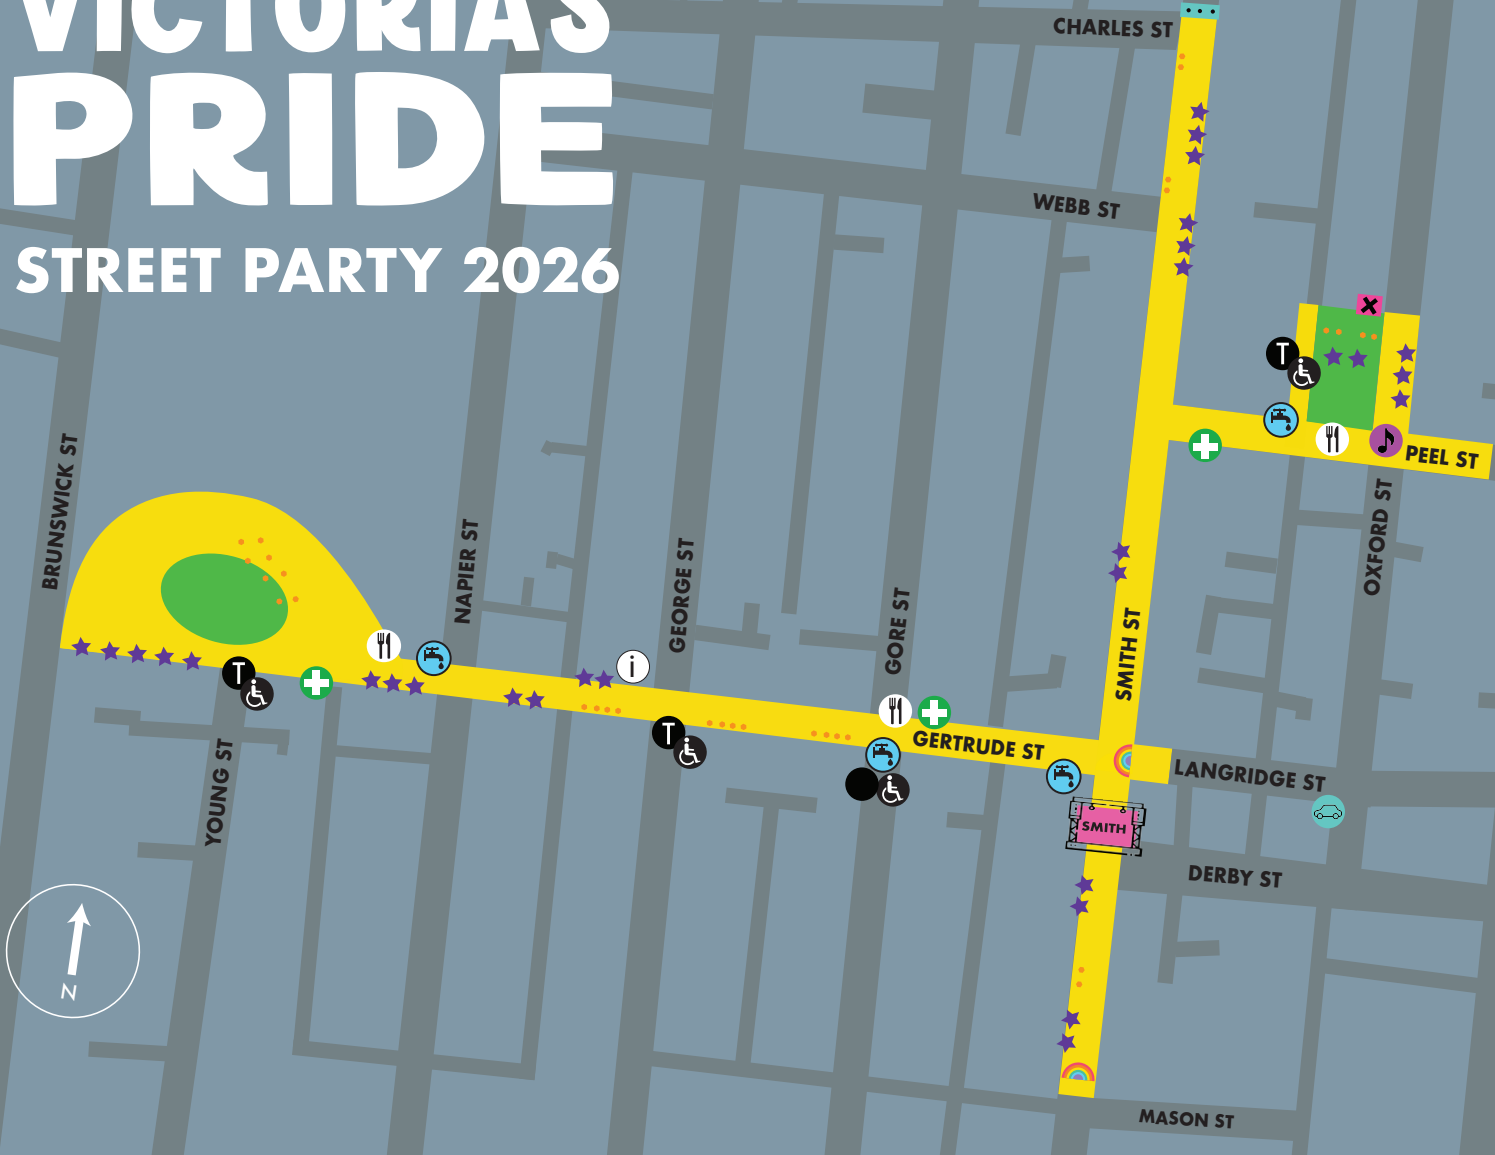 VICTORIA'S
PRIDE
STREET PARTY 2026
CHARLES ST
WEBB ST
T
PEEL ST
BRUNSWICK ST
NAPIER ST
GEORGE ST
GORE ST
OXFORD ST
SMITH ST
i
T
T
GERTRUDE ST
LANGRIDGE ST
YOUNG ST
SMITH
DERBY ST
N
MASON ST